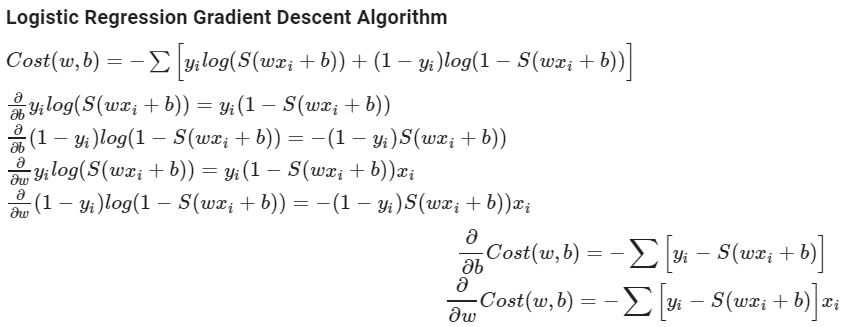 Logistic Regression Gradient Descent Algorithm
Cost(w, b) = −∑[yᵢlog(S(wxᵢ + b)) + (1 − yᵢ)log(1 − S(wxᵢ + b))]
∂/∂b yᵢlog(S(wxᵢ + b)) = yᵢ(1 − S(wxᵢ + b))
∂/∂b (1 − yᵢ)log(1 − S(wxᵢ + b)) = −(1 − yᵢ)S(wxᵢ + b))
∂/∂w yᵢlog(S(wxᵢ + b)) = yᵢ(1 − S(wxᵢ + b))xᵢ
∂/∂w (1 − yᵢ)log(1 − S(wxᵢ + b)) = −(1 − yᵢ)S(wxᵢ + b))xᵢ
∂/∂b Cost(w, b) = −∑[yᵢ − S(wxᵢ + b)]
∂/∂w Cost(w, b) = −∑[yᵢ − S(wxᵢ + b)]xᵢ